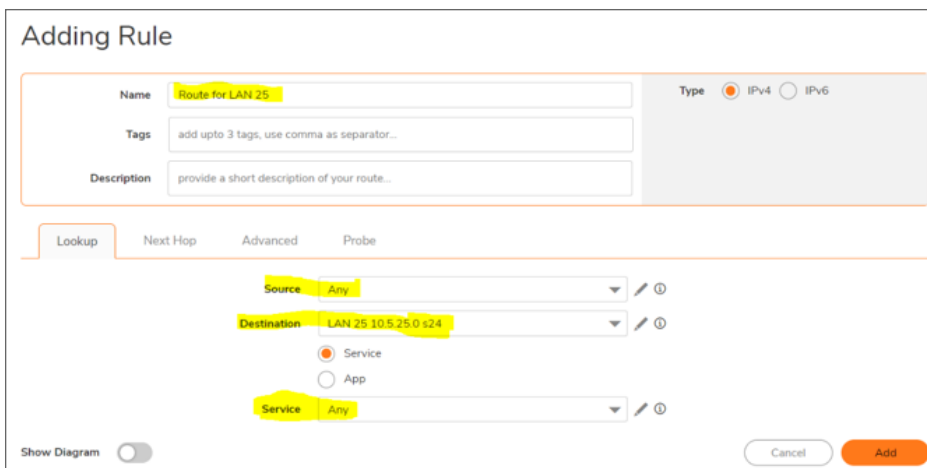 Adding Rule
Name Route for LAN 25 Type IPv4 IPv6
Tags add upto 3 tags, use comma as separator...
Description provide a short description of your route...
Lookup Next Hop Advanced Probe
Source Any
Destination LAN 25 10.5.25.0 s24
Service
App
Service Any
Show Diagram Cancel Add